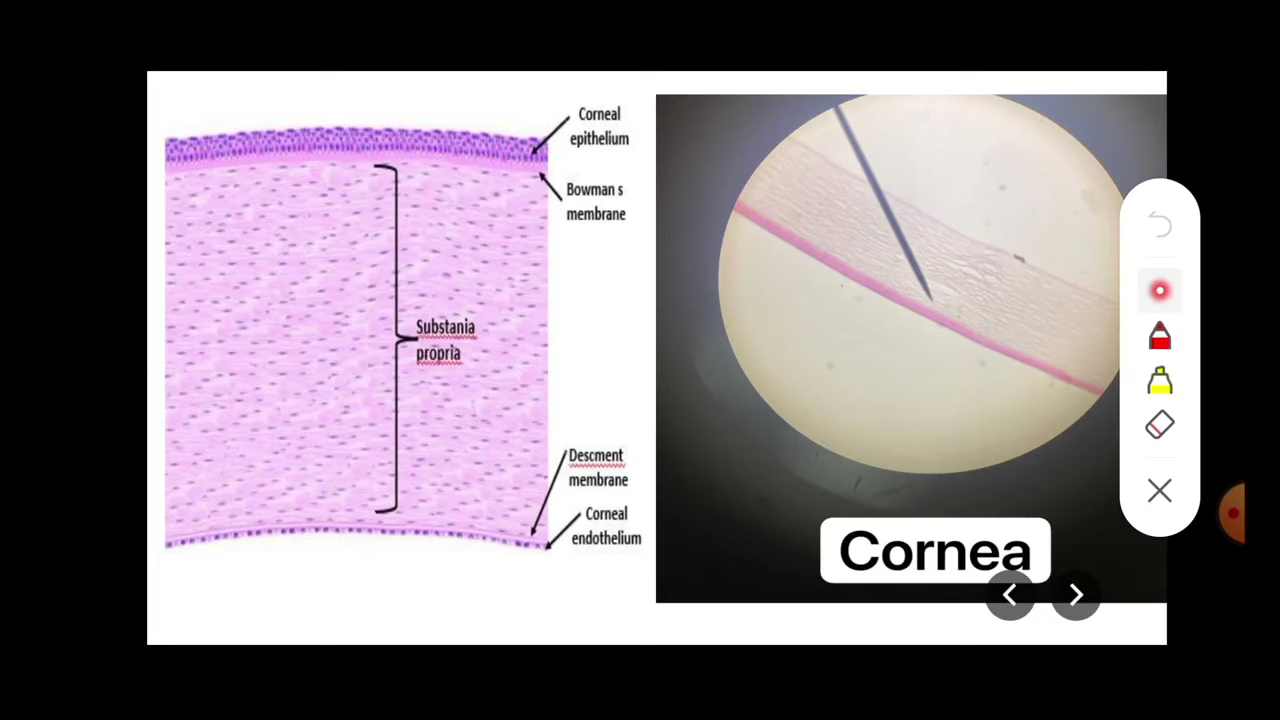 Corneal
epithelium
Bowman s
membrane
Substania
propria
Descment
membrane
Corneal
endothelium
Cornea